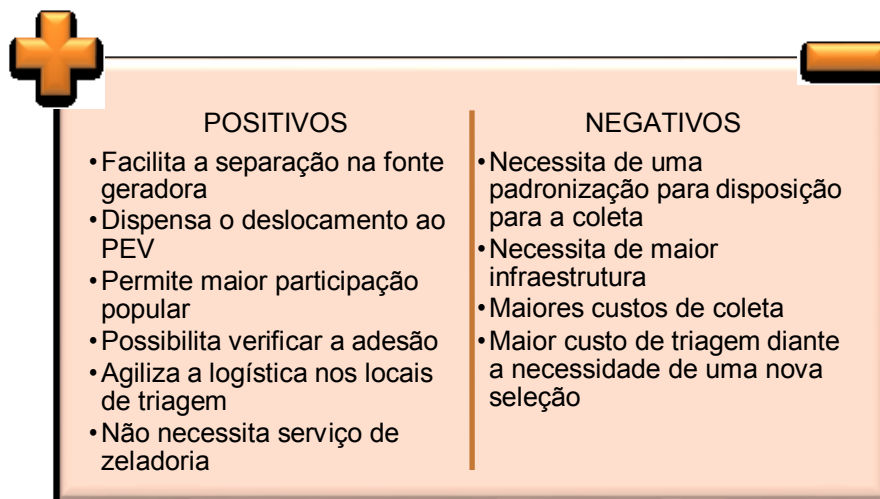 POSITIVOS
•Facilita a separação na fonte
geradora
•Dispensa o deslocamento ao
PEV
•Permite maior participação
popular
•Possibilita verificar a adesão
•Agiliza a logística nos locais
de triagem
•Não necessita serviço de
zeladoria
NEGATIVOS
•Necessita de uma
padronização para disposição
para a coleta
•Necessita de maior
infraestrutura
•Maiores custos de coleta
•Maior custo de triagem diante
a necessidade de uma nova
seleção